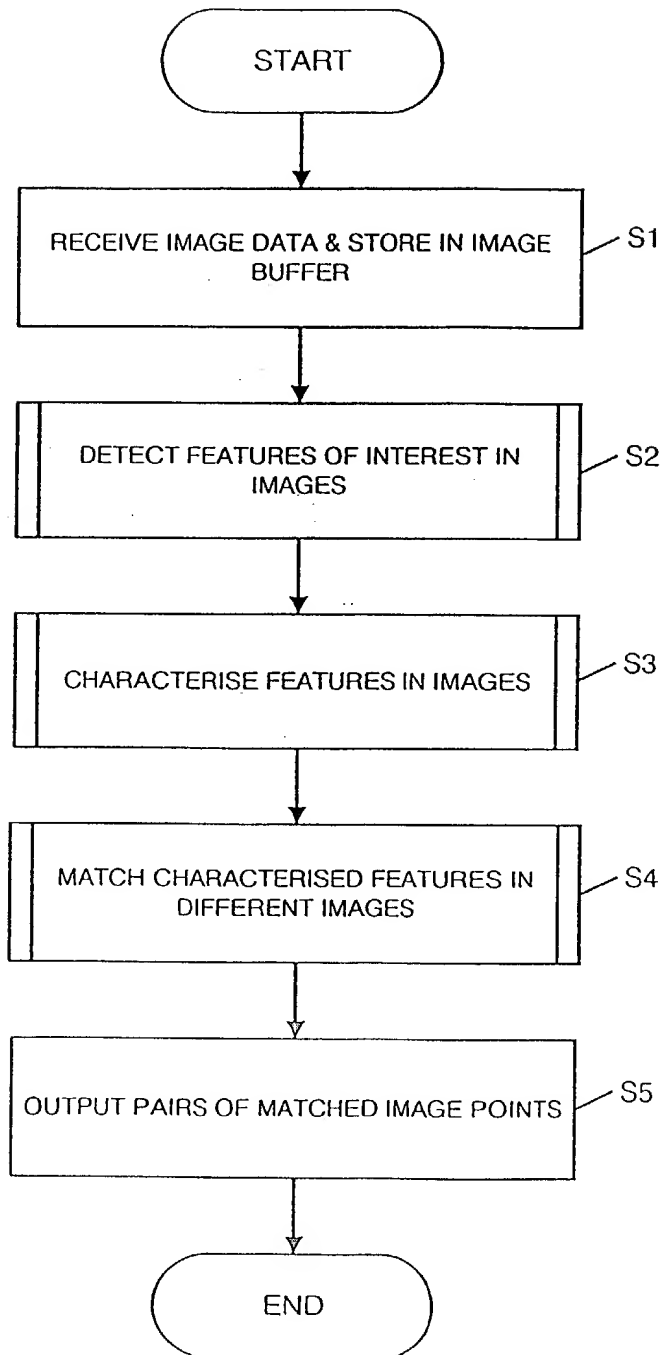 START
RECEIVE IMAGE DATA & STORE IN IMAGE
BUFFER
S1
DETECT FEATURES OF INTEREST IN
IMAGES
S2
CHARACTERISE FEATURES IN IMAGES
S3
MATCH CHARACTERISED FEATURES IN
DIFFERENT IMAGES
S4
OUTPUT PAIRS OF MATCHED IMAGE POINTS
S5
END